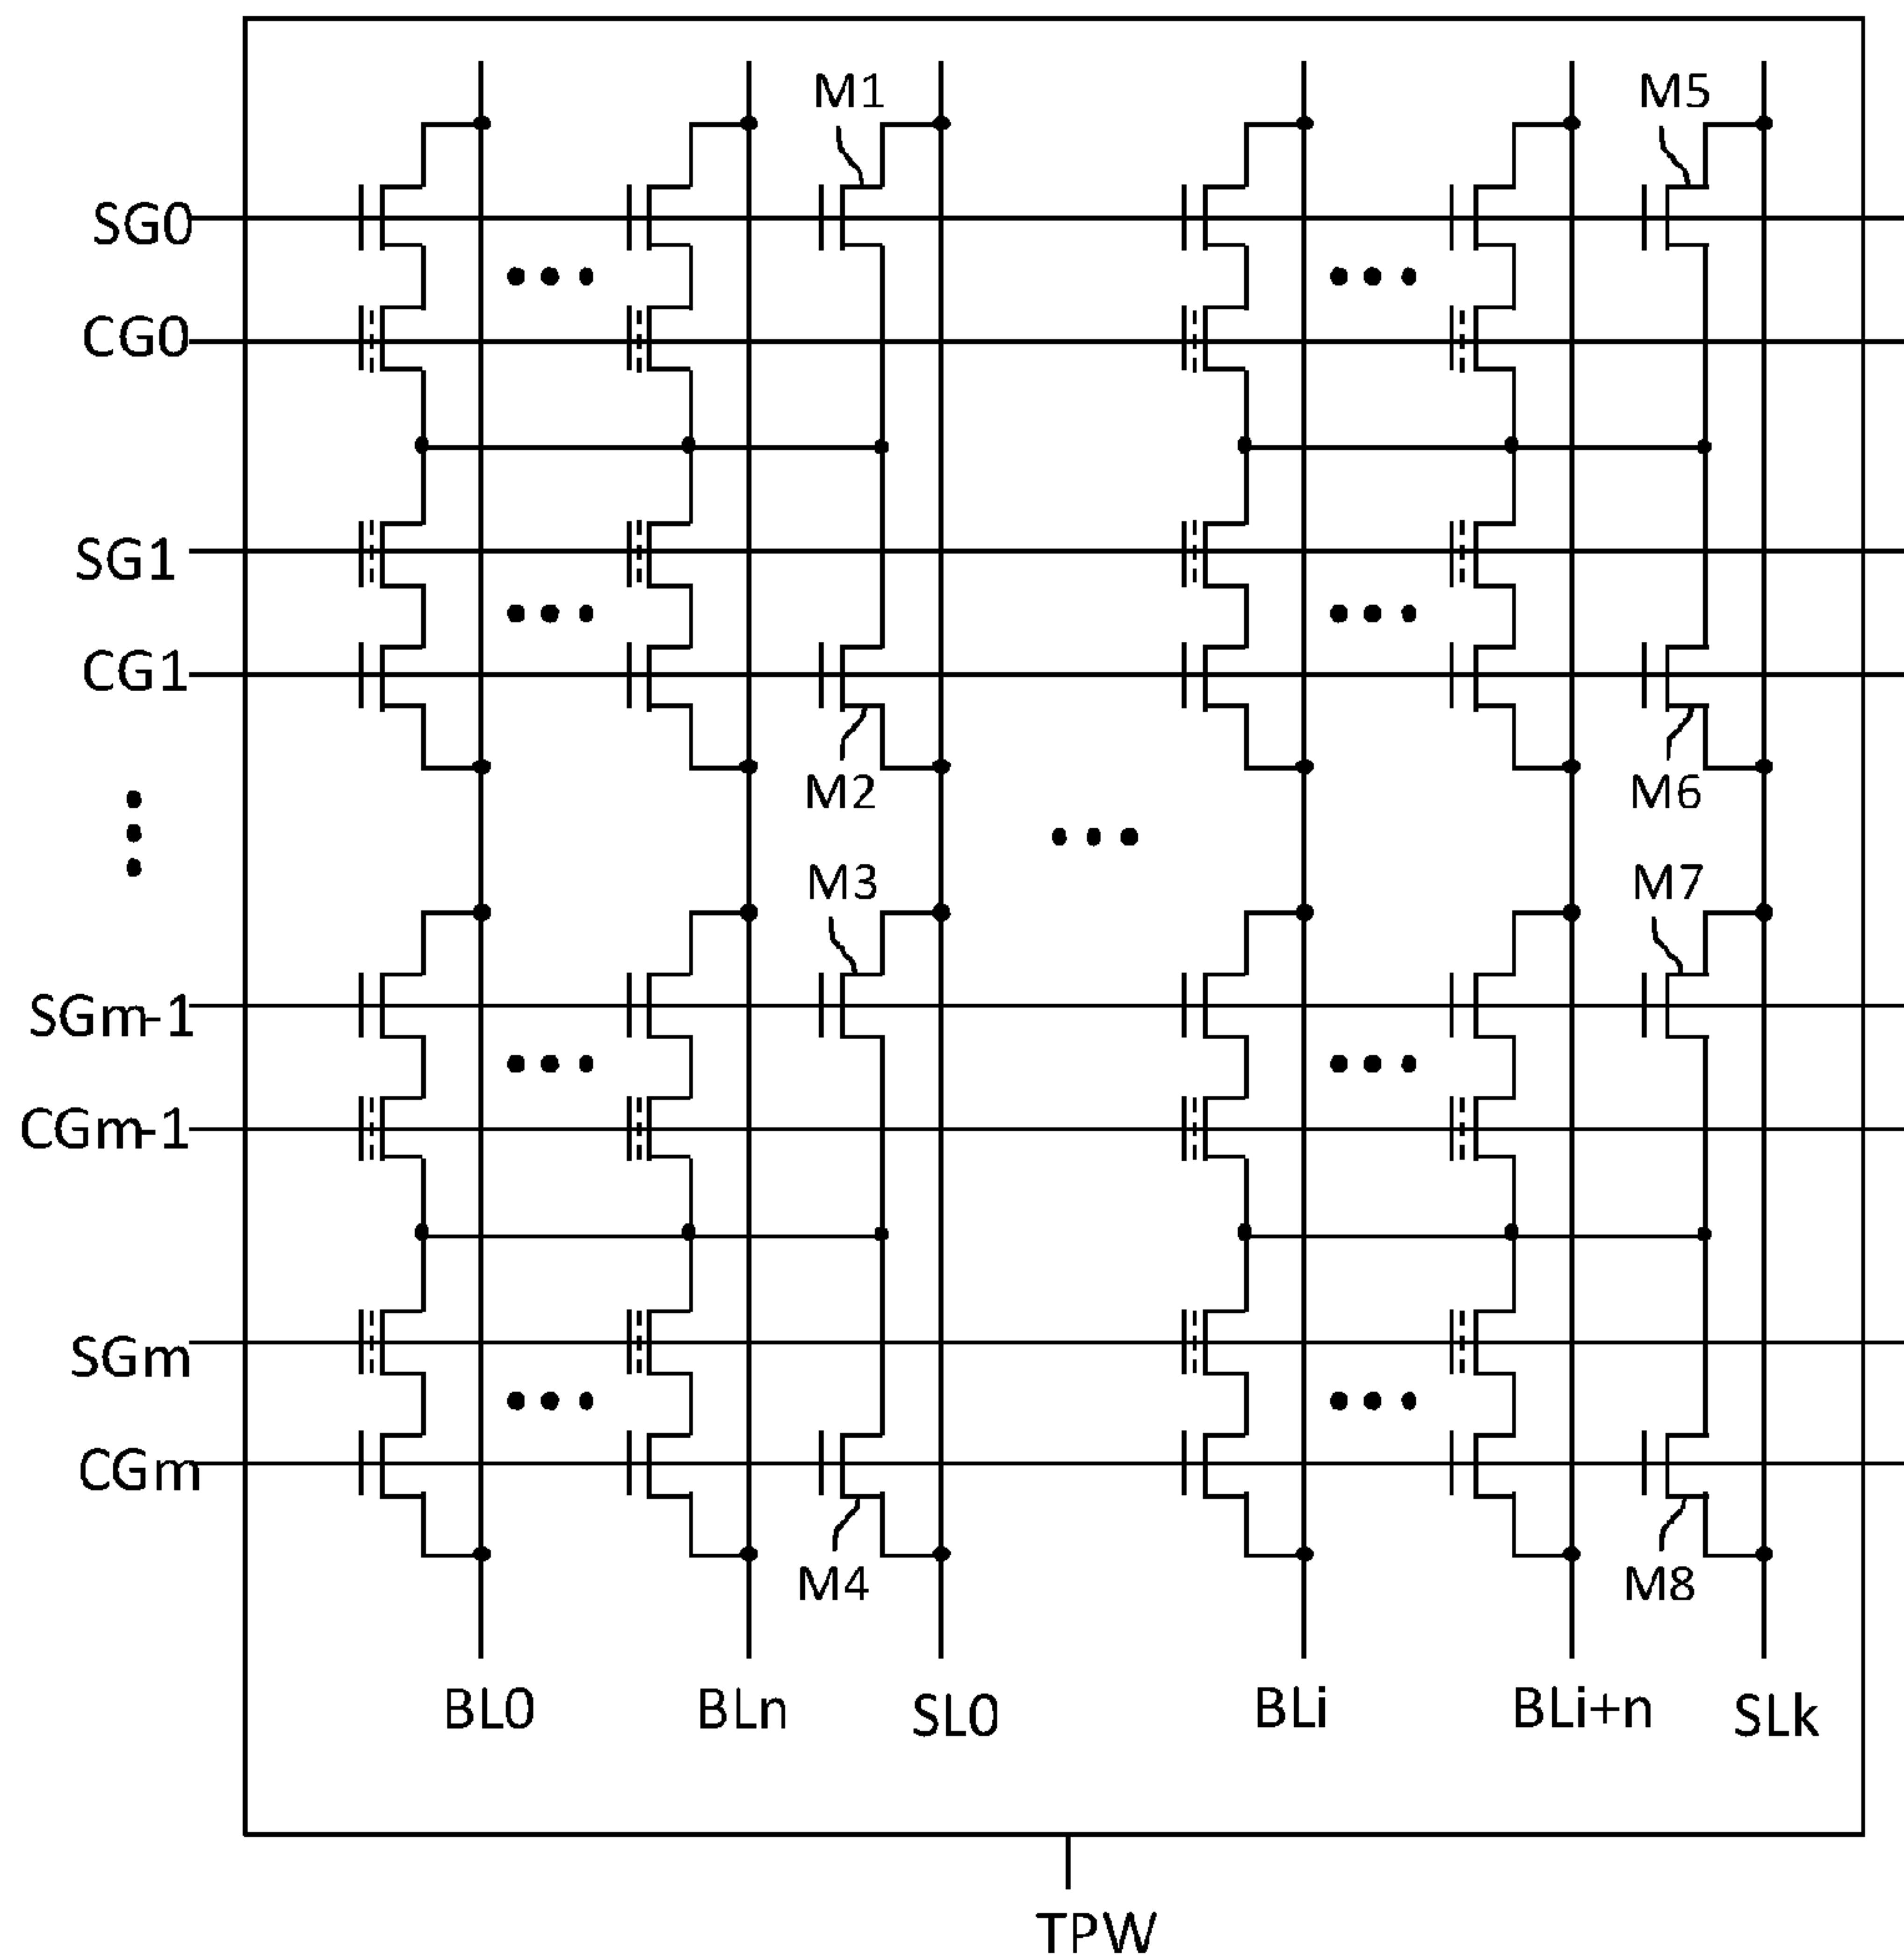 M1 M5
SG0
CG0
SG1
CG1
M2 M6
M3 M7
SGm-1
CGm-1
SGm
CGm
M4 M8
BL0 BLn SL0 BLi BLi+n SLk
TPW